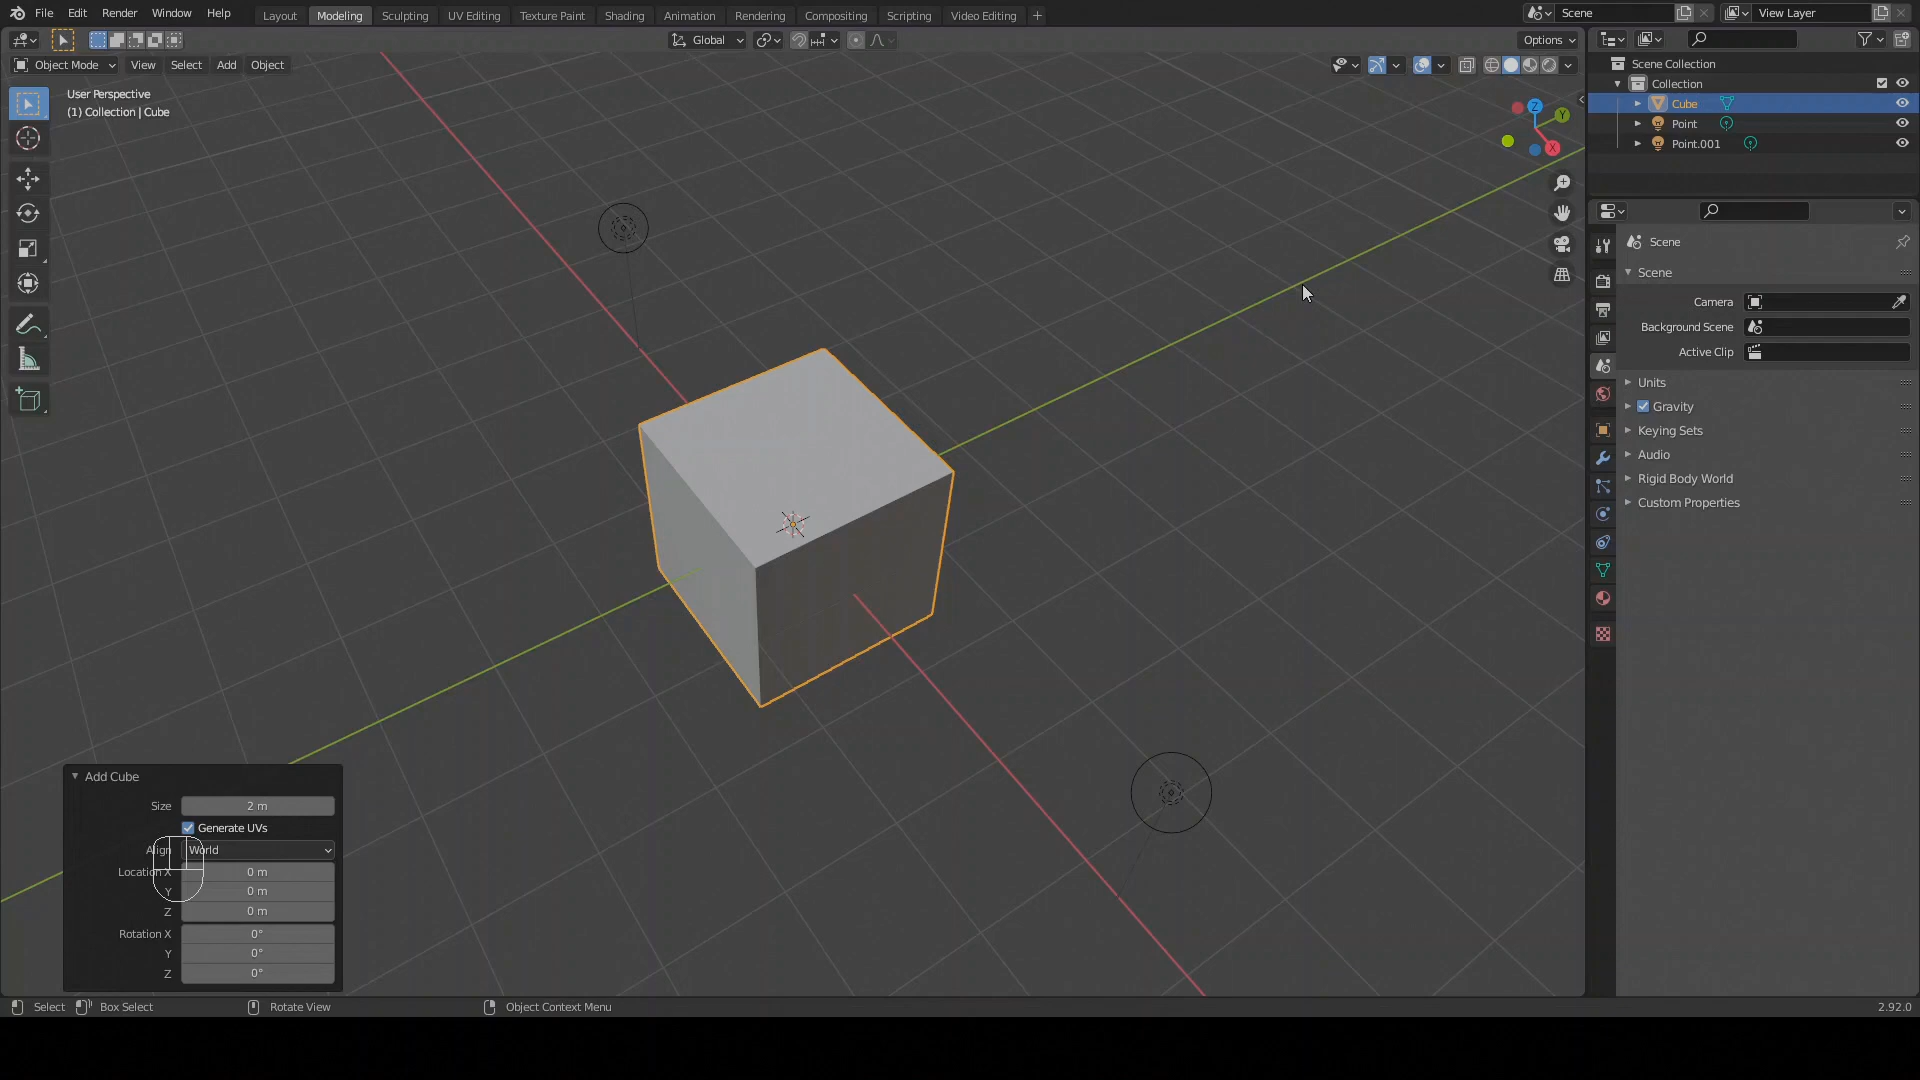 File Edit Render Window Help Layout Modeling Sculpting UV Editing Texture Paint Shading Animation Rendering Compositing Scripting Video Editing + Scene View Layer
Global Options
Object Mode View Select Add Object
User Perspective
(1) Collection | Cube
Scene Collection
Collection
Cube
Point
Point.001
Z
Y
X
Scene
Scene
Camera
Background Scene
Active Clip
Units
Gravity
Keying Sets
Audio
Rigid Body World
Custom Properties
Add Cube
Size 2 m
Generate UVs
Align World
Location X 0 m
Y 0 m
Z 0 m
Rotation X 0°
Y 0°
Z 0°
Select Box Select Rotate View Object Context Menu 2.92.0